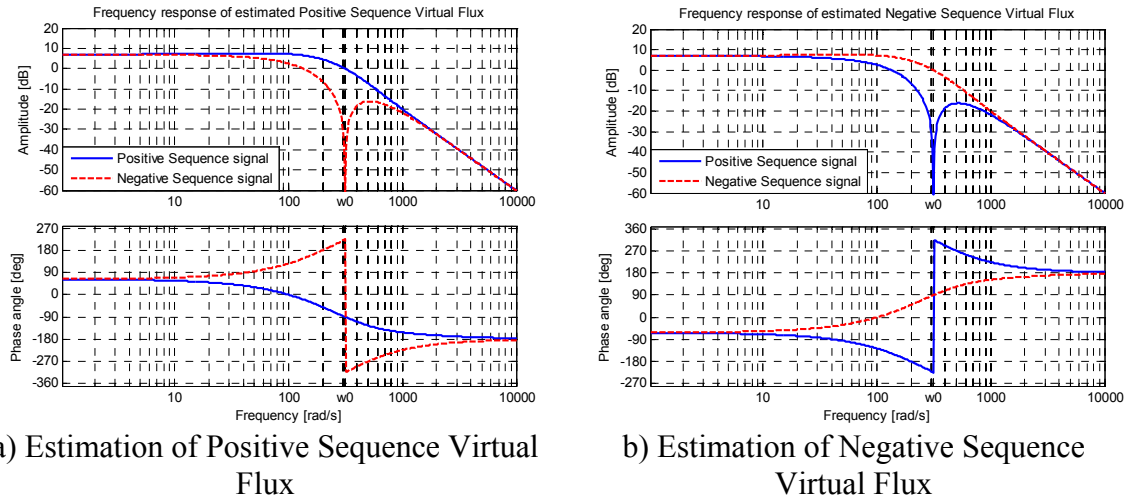 Frequency response of estimated Positive Sequence Virtual Flux
20
10
0
-10
-20
-30
-40
-50
-60
Amplitude [dB]
Positive Sequence signal
Negative Sequence signal
10 100 w0 1000 10000
270
180
90
0
-90
-180
-270
-360
Phase angle [deg]
10 100 w0 1000 10000
Frequency [rad/s]
a) Estimation of Positive Sequence Virtual
Flux
Frequency response of estimated Negative Sequence Virtual Flux
20
10
0
-10
-20
-30
-40
-50
-60
Amplitude [dB]
Positive Sequence signal
Negative Sequence signal
10 100 w0 1000 10000
360
270
180
90
0
-90
-180
-270
Phase angle [deg]
10 100 w0 1000 10000
Frequency [rad/s]
b) Estimation of Negative Sequence
Virtual Flux